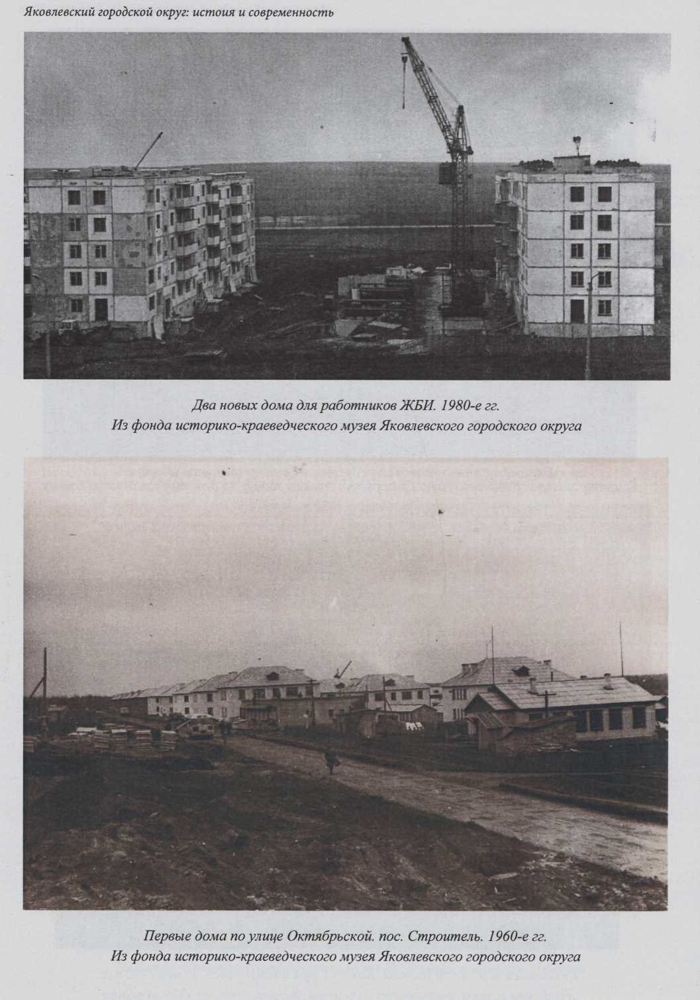 Яковлевский городской округ: истоия и современность
Два новых дома для работников ЖБИ. 1980-е гг.
Из фонда историко-краеведческого музея Яковлевского городского округа
Первые дома по улице Октябрьской. пос. Строитель. 1960-е гг.
Из фонда историко-краеведческого музея Яковлевского городского округа